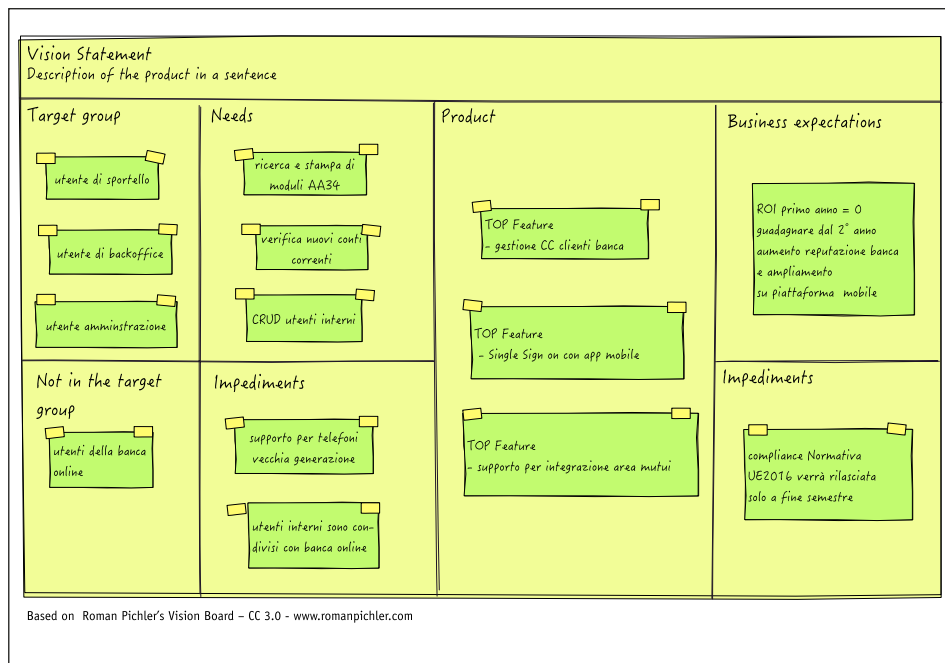 Vision Statement
Description of the product in a sentence
Target group
utente di sportello
utente di backoffice
utente amminstrazione
Not in the target
group
utenti della banca
online
Needs
ricerca e stampa di
moduli AA34
verifica nuovi conti
correnti
CRUD utenti interni
Impediments
supporto per telefoni
vecchia generazione
utenti interni sono con-
divisi con banca online
Product
TOP Feature
- gestione CC clienti banca
TOP Feature
- Single Sign on con app mobile
TOP Feature
- supporto per integrazione area mutui
Business expectations
ROI primo anno = 0
guadagnare dal 2° anno
aumento reputazione banca
e ampliamento
su piattaforma mobile
Impediments
compliance Normativa
UE2016 verrà rilasciata
solo a fine semestre
Based on Roman Pichler's Vision Board – CC 3.0 - www.romanpichler.com